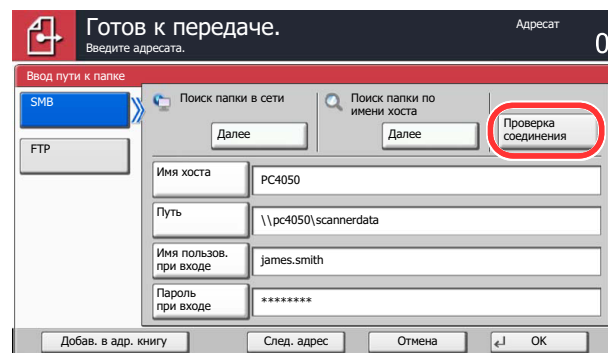 Готов к передаче.
Введите адресата.
Адресат
0
Ввод пути к папке
SMB
FTP
Поиск папки в сети
Далее
Поиск папки по
имени хоста
Далее
Проверка
соединения
Имя хоста
PC4050
Путь
\\pc4050\scannerdata
Имя пользов.
при входе
james.smith
Пароль
при входе
********
Добав. в адр. книгу
След. адрес
Отмена
OK